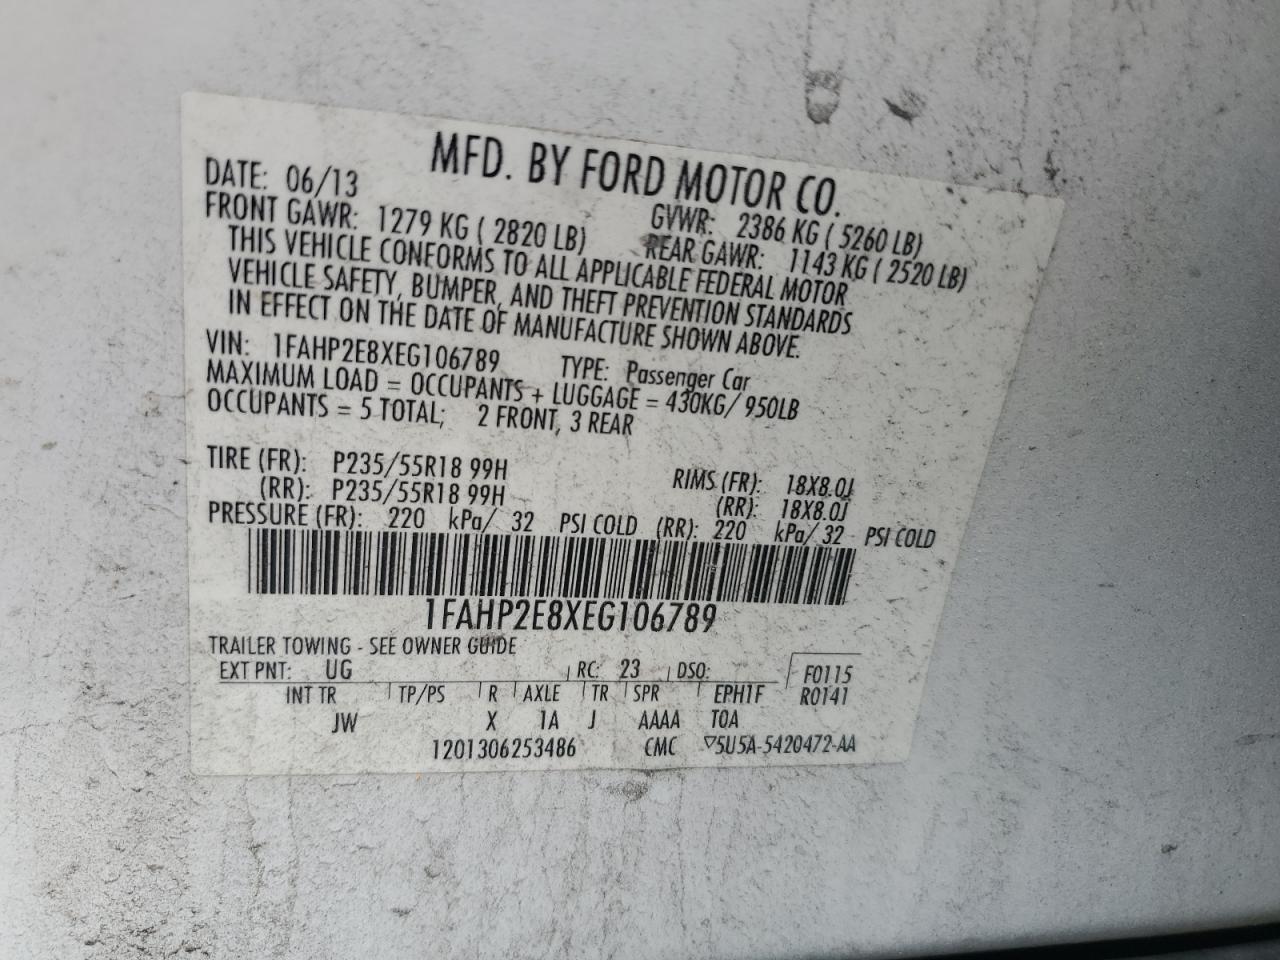 MFD. BY FORD MOTOR CO.
DATE: 06/13 GVWR: 2386 KG ( 5260 LB)
FRONT GAWR: 1279 KG ( 2820 LB) REAR GAWR: 1143 KG ( 2520 LB)
THIS VEHICLE CONFORMS TO ALL APPLICABLE FEDERAL MOTOR
VEHICLE SAFETY, BUMPER, AND THEFT PREVENTION STANDARDS
IN EFFECT ON THE DATE OF MANUFACTURE SHOWN ABOVE.
VIN: 1FAHP2E8XEG106789 TYPE: Passenger Car
MAXIMUM LOAD = OCCUPANTS + LUGGAGE = 430KG/ 950LB
OCCUPANTS = 5 TOTAL; 2 FRONT, 3 REAR
TIRE (FR): P235/55R18 99H RIMS (FR): 18X8.0J
(RR): P235/55R18 99H (RR): 18X8.0J
PRESSURE (FR): 220 kPa/ 32 PSI COLD (RR): 220 kPa/ 32 PSI COLD
1FAHP2E8XEG106789
TRAILER TOWING - SEE OWNER GUIDE
EXT PNT: UG RC: 23 DSO: F0115
INT TR TP/PS R AXLE TR SPR EPH1F R0141
JW X 1A J AAAA T0A
1201306253486 CMC ▽5U5A-5420472-AA